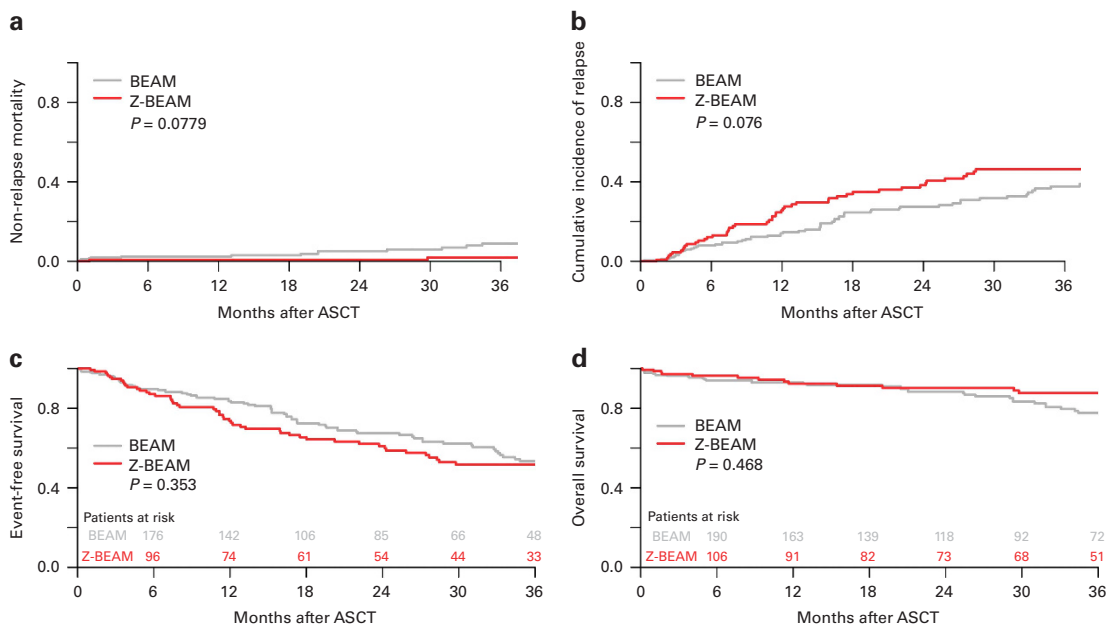 a
Non-relapse mortality
0.8
0.4
0.0
BEAM
Z-BEAM
P = 0.0779
0 6 12 18 24 30 36
Months after ASCT
b
Cumulative incidence of relapse
0.8
0.4
0.0
BEAM
Z-BEAM
P = 0.076
0 6 12 18 24 30 36
Months after ASCT
c
Event-free survival
0.8
0.4
0.0
BEAM
Z-BEAM
P = 0.353
Patients at risk
BEAM 176 142 106 85 66 48
Z-BEAM 96 74 61 54 44 33
0 6 12 18 24 30 36
Months after ASCT
d
Overall survival
0.8
0.4
0.0
BEAM
Z-BEAM
P = 0.468
Patients at risk
BEAM 190 163 139 118 92 72
Z-BEAM 106 91 82 73 68 51
0 6 12 18 24 30 36
Months after ASCT